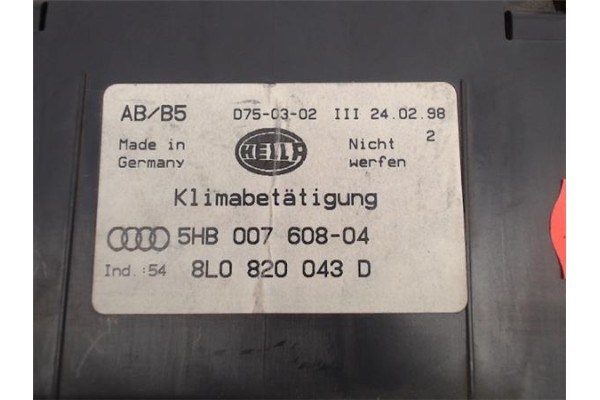 AB/B5 D75-03-02 III 24.02.98
2
Made in Germany
HELLA
Nicht werfen
Klimabetätigung
5HB 007 608-04
Ind.:54 8L0 820 043 D